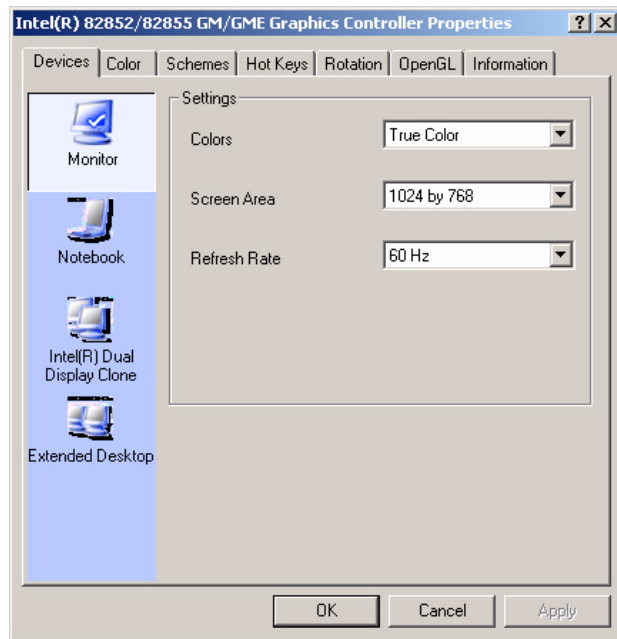 Intel(R) 82852/82855 GM/GME Graphics Controller Properties
Devices Color Schemes Hot Keys Rotation OpenGL Information
Monitor
Notebook
Intel(R) Dual
Display Clone
Extended Desktop
Settings
Colors True Color
Screen Area 1024 by 768
Refresh Rate 60 Hz
OK Cancel Apply